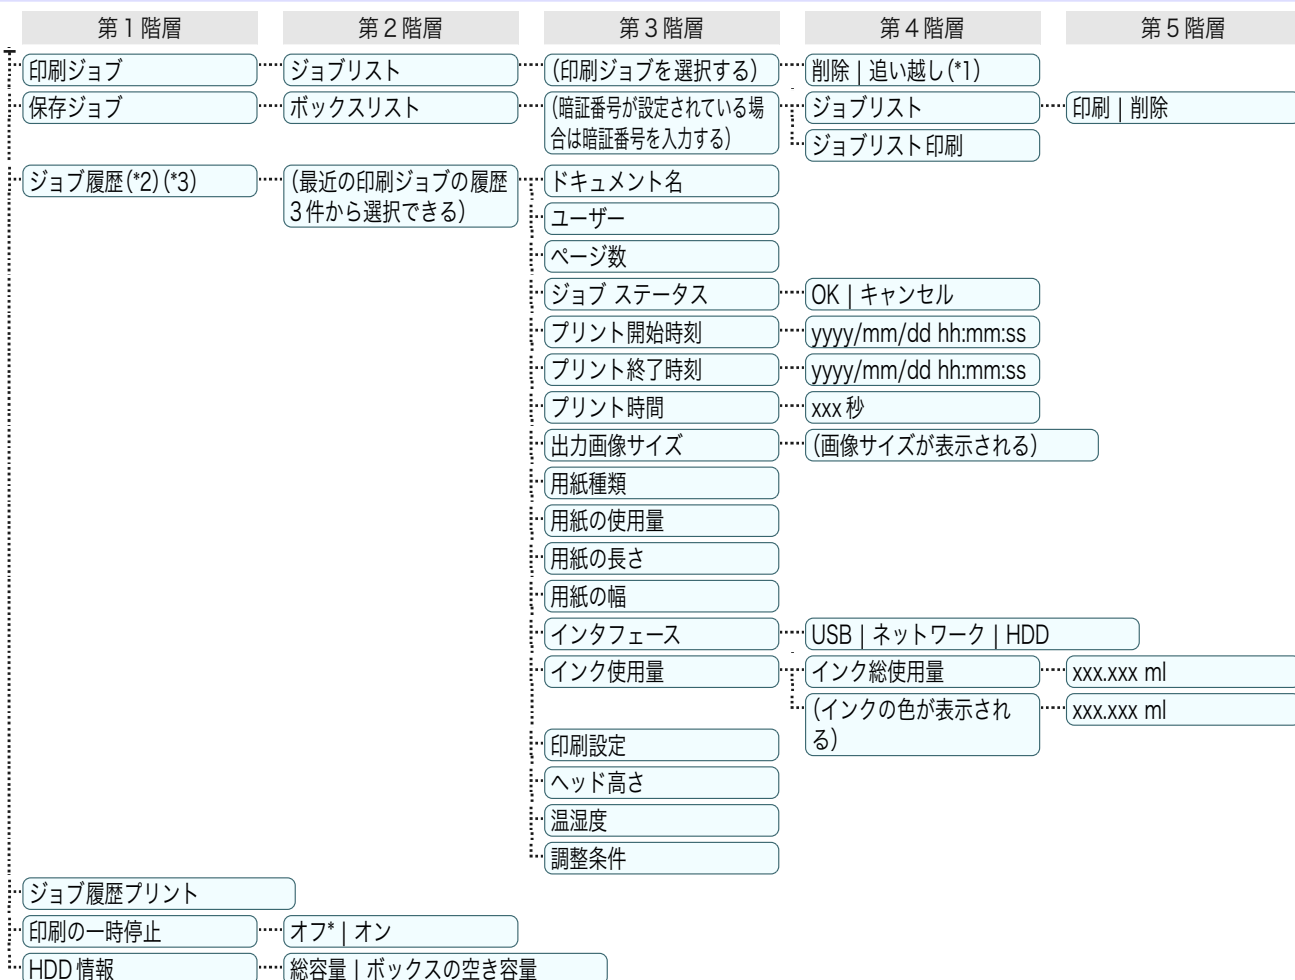 第1階層 第2階層 第3階層 第4階層 第5階層
印刷ジョブ ジョブリスト (印刷ジョブを選択する) 削除 | 追い越し(*1)
保存ジョブ ボックスリスト (暗証番号が設定されている場 ジョブリスト 印刷 | 削除
合は暗証番号を入力する) ジョブリスト印刷
ジョブ履歴(*2)(*3) (最近の印刷ジョブの履歴 ドキュメント名
3件から選択できる) ユーザー
ページ数
ジョブ ステータス OK | キャンセル
プリント開始時刻 yyyy/mm/dd hh:mm:ss
プリント終了時刻 yyyy/mm/dd hh:mm:ss
プリント時間 xxx秒
出力画像サイズ (画像サイズが表示される)
用紙種類
用紙の使用量
用紙の長さ
用紙の幅
インタフェース USB | ネットワーク | HDD
インク使用量 インク総使用量 xxx.xxx ml
(インクの色が表示され xxx.xxx ml
る)
印刷設定
ヘッド高さ
温湿度
調整条件
ジョブ履歴プリント
印刷の一時停止 オフ* | オン
HDD情報 総容量 | ボックスの空き容量